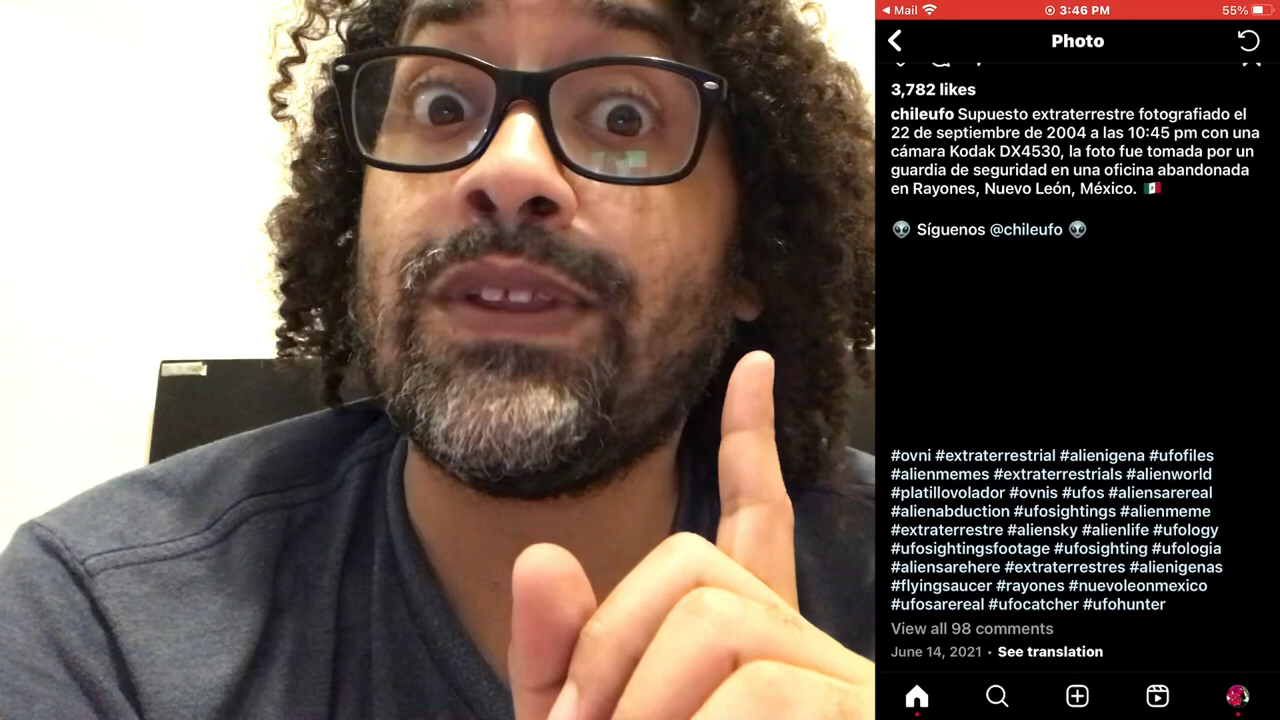 Mail
3:46 PM
55%
Photo
3,782 likes
chileufo Supuesto extraterrestre fotografiado el
22 de septiembre de 2004 a las 10:45 pm con una
cámara Kodak DX4530, la foto fue tomada por un
guardia de seguridad en una oficina abandonada
en Rayones, Nuevo León, México. 🇲🇽
👽 Síguenos @chileufo 👽
#ovni #extraterrestrial #alienigena #ufofiles
#alienmemes #extraterrestrials #alienworld
#platillovolador #ovnis #ufos #aliensarereal
#alienabduction #ufosightings #alienmeme
#extraterrestre #aliensky #alienlife #ufology
#ufosightingsfootage #ufosighting #ufologia
#aliensarehere #extraterrestres #alienigenas
#flyingsaucer #rayones #nuevoleonmexico
#ufosarereal #ufocatcher #ufohunter
View all 98 comments
June 14, 2021 • See translation